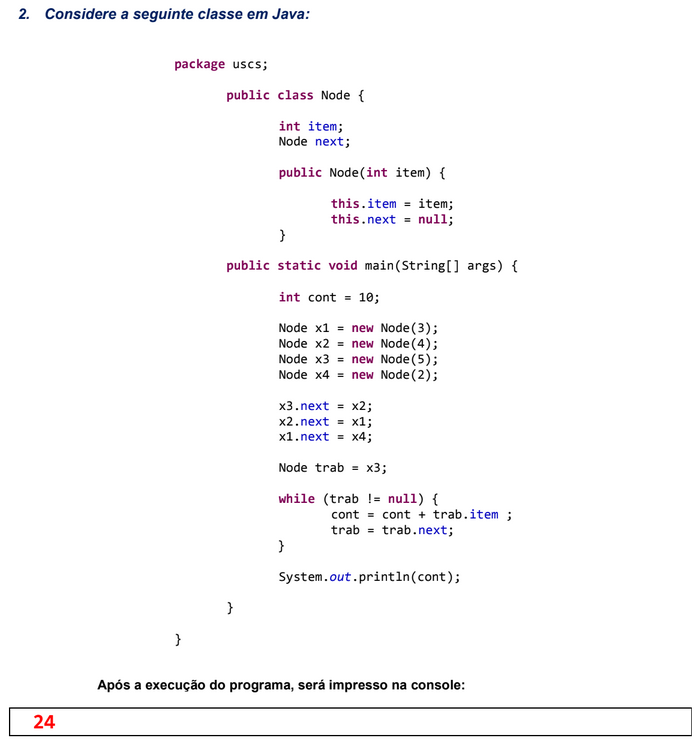 2. Considere a seguinte classe em Java:
package uscs;
public class Node {
int item;
Node next;
public Node(int item) {
this.item = item;
this.next = null;
}
public static void main(String[] args) {
int cont = 10;
Node x1 = new Node(3);
Node x2 = new Node(4);
Node x3 = new Node(5);
Node x4 = new Node(2);
x3.next = x2;
x2.next = x1;
x1.next = x4;
Node trab = x3;
while (trab != null) {
cont = cont + trab.item ;
trab = trab.next;
}
System.out.println(cont);
}
}
Após a execução do programa, será impresso na console:
24